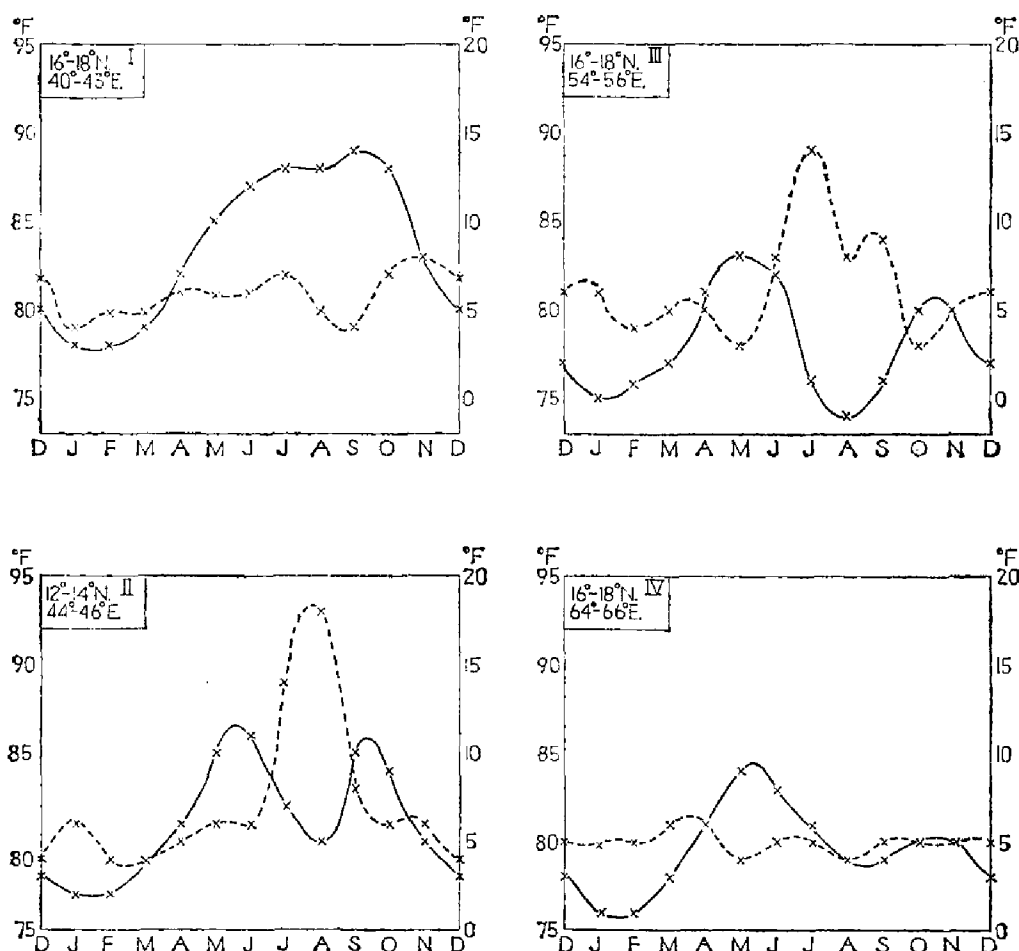 °F °F
95 20
16°-18°N. I
40°-43°E.
90 15
85 10
80 5
75 0
D J F M A M J J A S O N D
°F °F
95 20
16°-18°N. III
54°-56°E.
90 15
85 10
80 5
75 0
D J F M A M J J A S O N D
°F °F
95 20
12°-14°N. II
44°-46°E.
90 15
85 10
80 5
75 0
D J F M A M J J A S O N D
°F °F
95 20
16°-18°N. IV
64°-66°E.
90 15
85 10
80 5
75 0
D J F M A M J J A S O N D